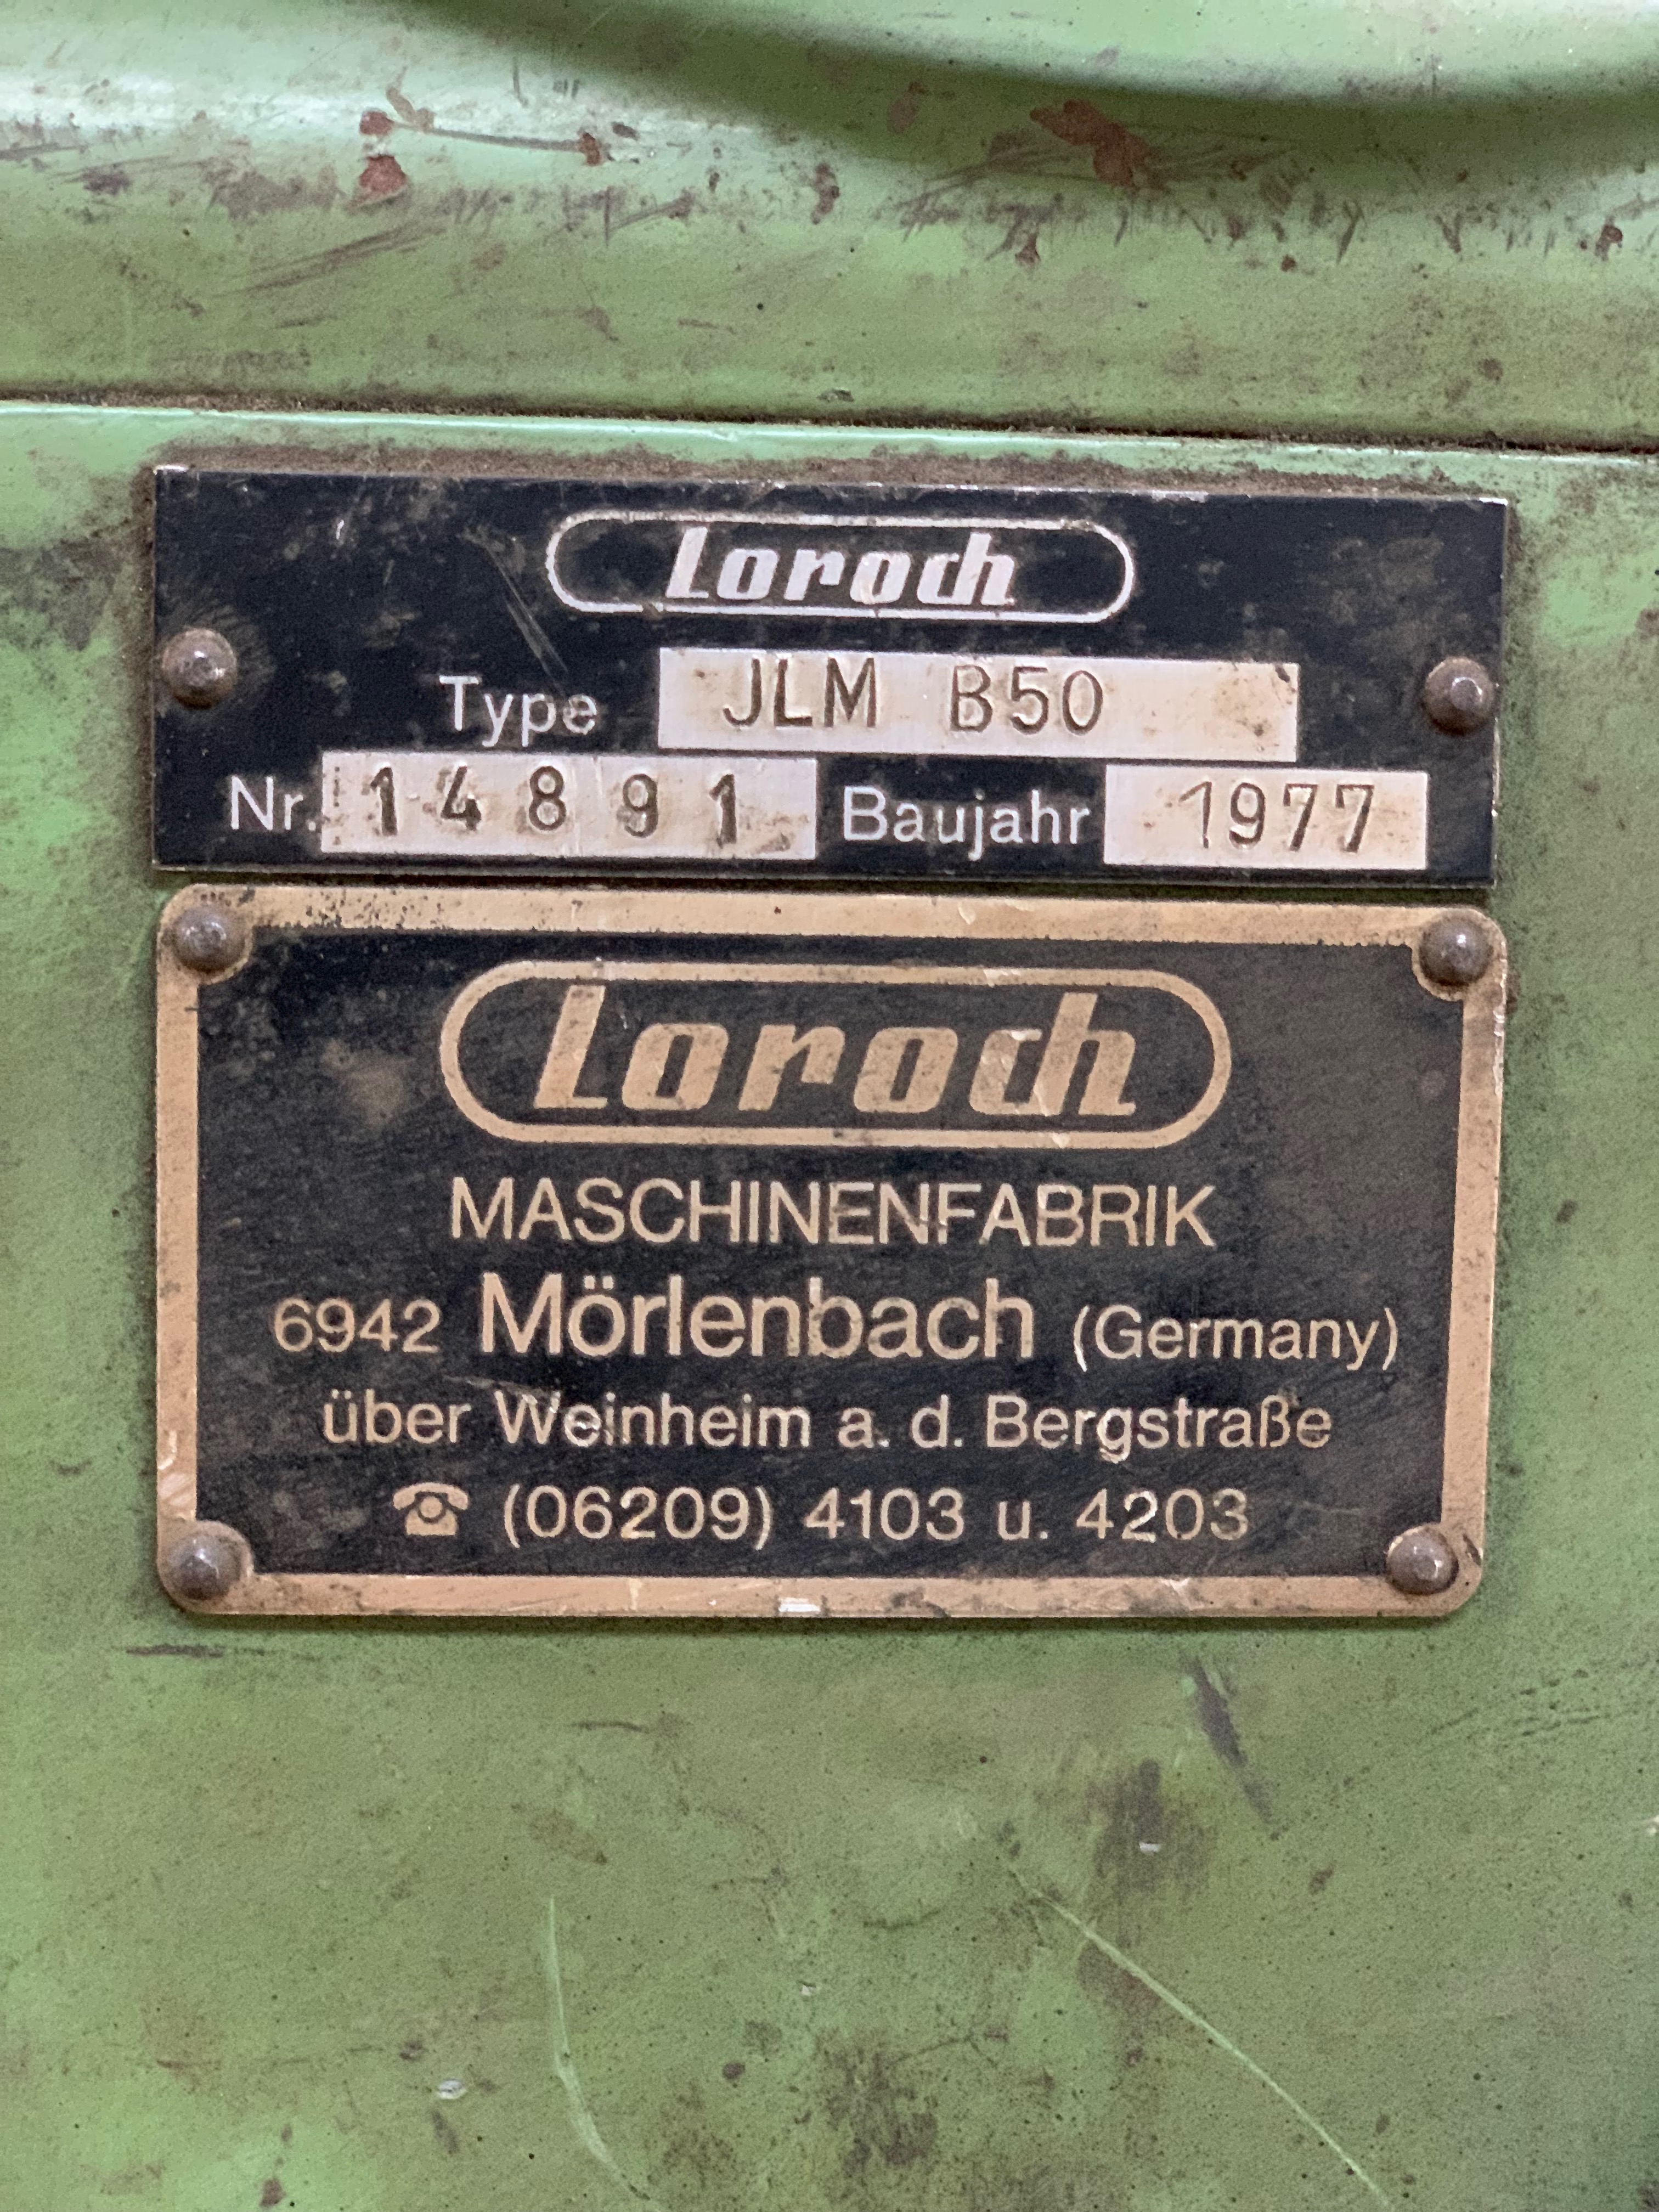 Loroch
Type JLM B50
Nr. 14891 Baujahr 1977
Loroch
MASCHINENFABRIK
6942 Mörlenbach (Germany)
über Weinheim a. d. Bergstraße
☎ (06209) 4103 u. 4203